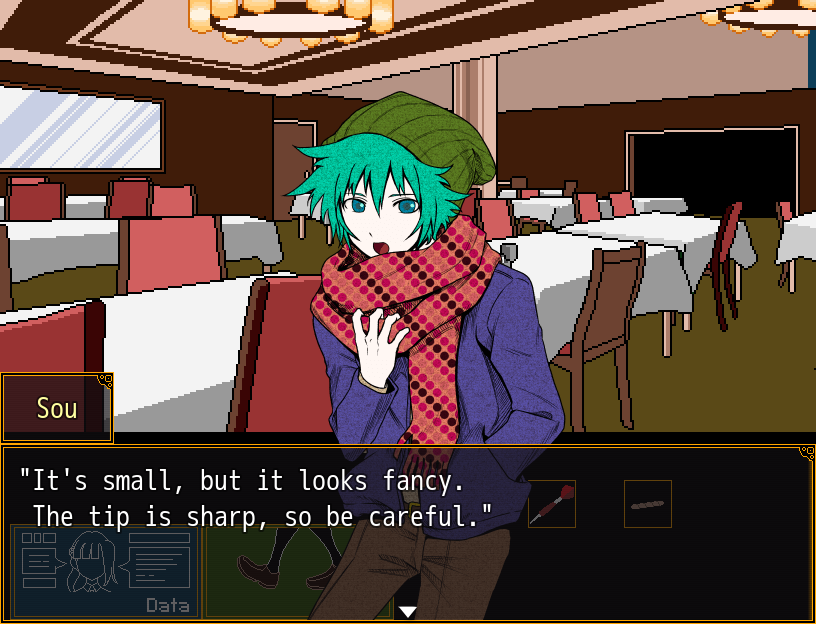 Sou
"It's small, but it looks fancy.
The tip is sharp, so be careful."
Data